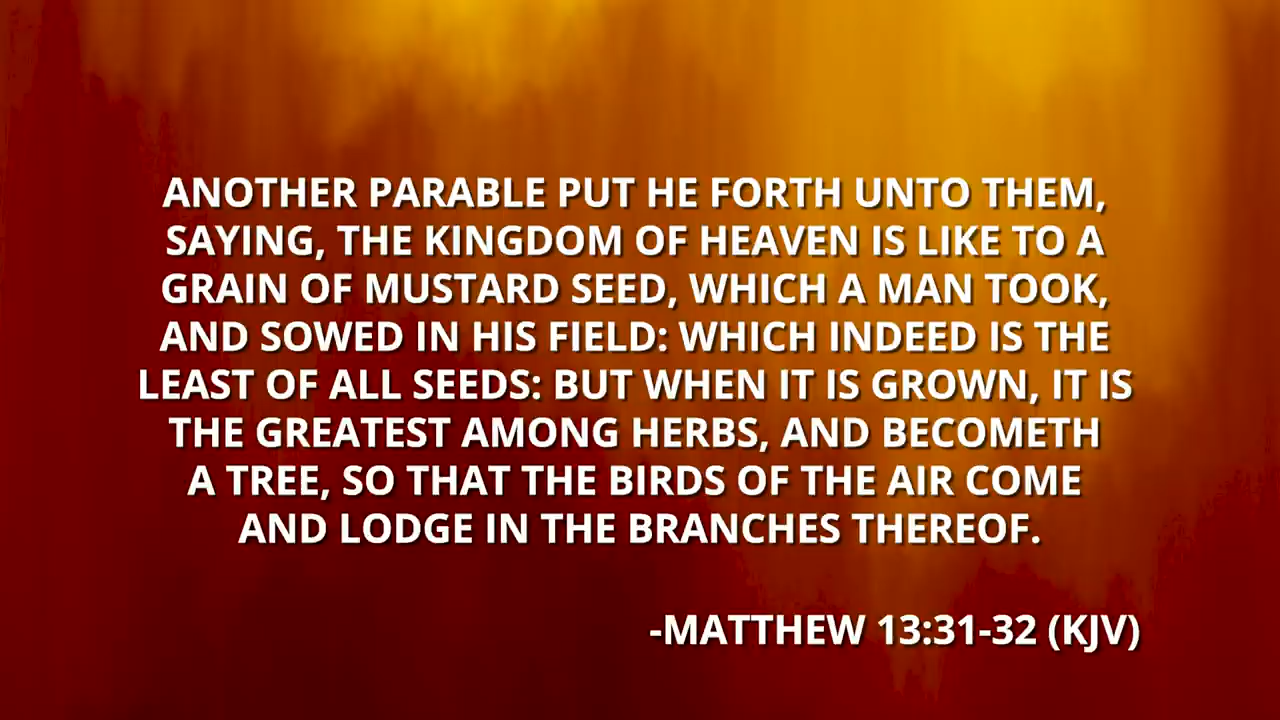 ANOTHER PARABLE PUT HE FORTH UNTO THEM,
SAYING, THE KINGDOM OF HEAVEN IS LIKE TO A
GRAIN OF MUSTARD SEED, WHICH A MAN TOOK,
AND SOWED IN HIS FIELD: WHICH INDEED IS THE
LEAST OF ALL SEEDS: BUT WHEN IT IS GROWN, IT IS
THE GREATEST AMONG HERBS, AND BECOMETH
A TREE, SO THAT THE BIRDS OF THE AIR COME
AND LODGE IN THE BRANCHES THEREOF.
-MATTHEW 13:31-32 (KJV)